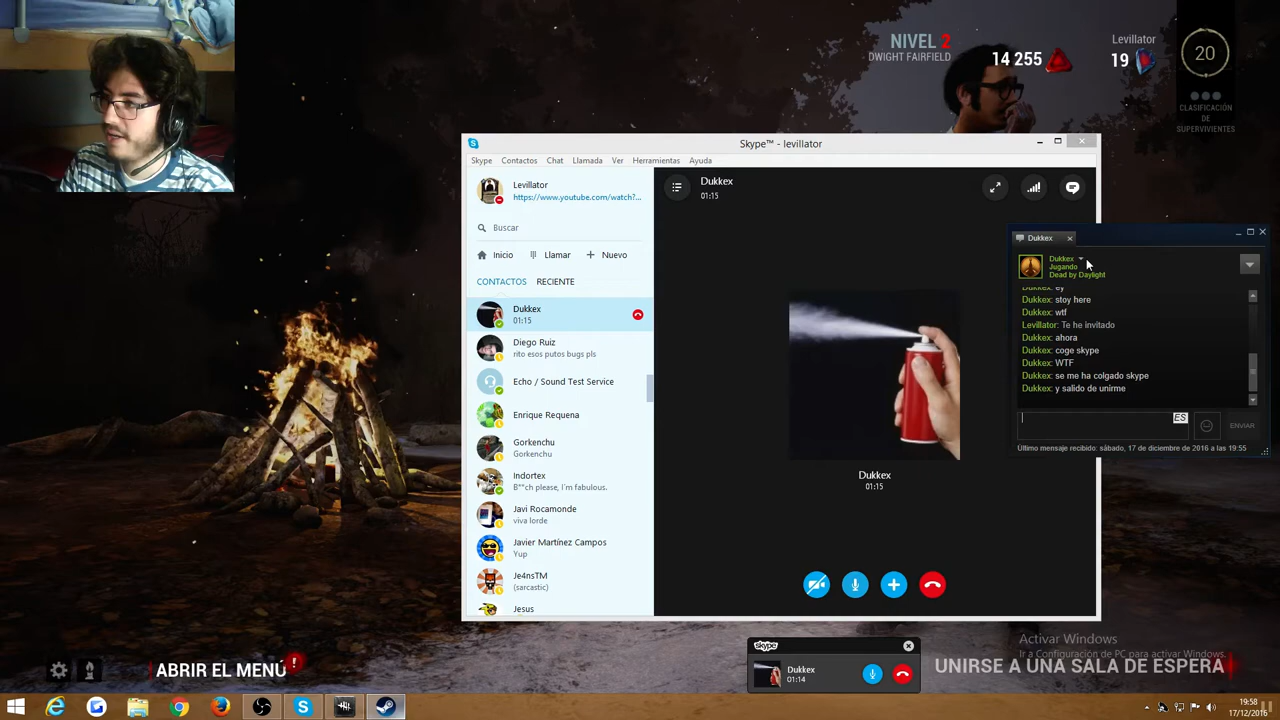 NIVEL 2
DWIGHT FAIRFIELD
14 255
Levillator
19
20
CLASIFICACIÓN
DE
SUPERVIVIENTES
Skype™ - levillator
Skype Contactos Chat Llamada Ver Herramientas Ayuda
Levillator
https://www.youtube.com/watch?...
Buscar
Inicio Llamar Nuevo
CONTACTOS RECIENTE
Dukkex
01:15
Diego Ruiz
rito esos putos bugs pls
Echo / Sound Test Service
Enrique Requena
Gorkenchu
Gorkenchu
Indortex
B**ch please, I´m fabulous.
Javi Rocamonde
viva lorde
Javier Martínez Campos
Yup
Je4nsTM
(sarcastic)
Jesus
Dukkex
01:15
Dukkex
01:15
Dukkex
Dukkex
Jugando
Dead by Daylight
Dukkex: ey
Dukkex: stoy here
Dukkex: wtf
Levillator: Te he invitado
Dukkex: ahora
Dukkex: coge skype
Dukkex: WTF
Dukkex: se me ha colgado skype
Dukkex: y salido de unirme
ES
ENVIAR
Último mensaje recibido: sábado, 17 de diciembre de 2016 a las 19:55
Activar Windows
Ir a Configuración de PC para activar Windows.
ABRIR EL MENÚ !
skype
Dukkex
01:14
UNIRSE A UNA SALA DE ESPERA
19:58
17/12/2016